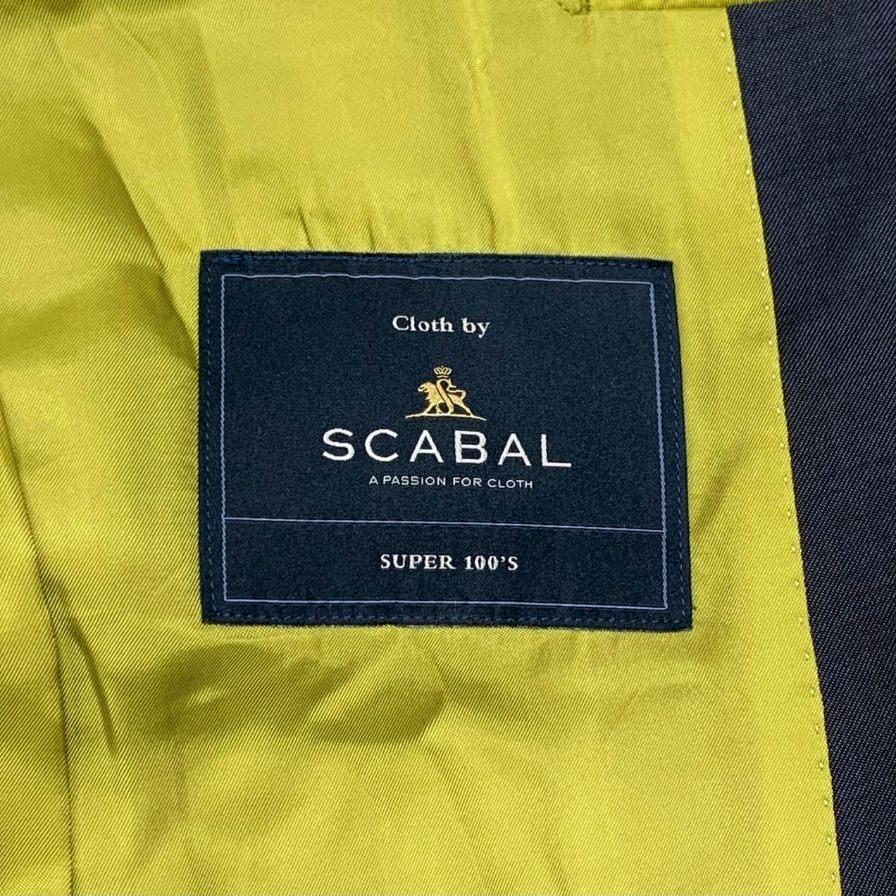 Cloth by
SCABAL
A PASSION FOR CLOTH
SUPER 100'S